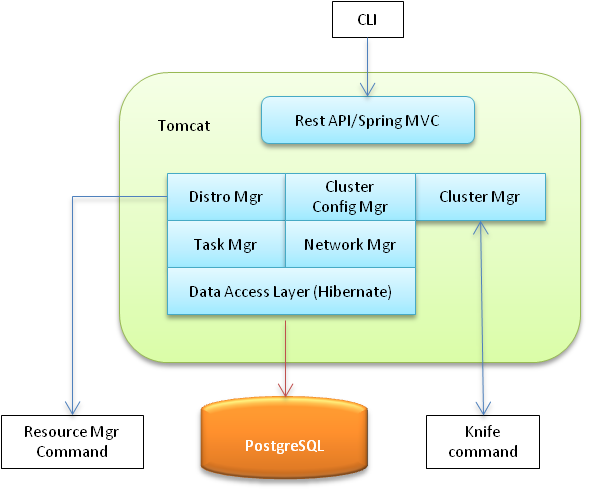 CLI
Tomcat
Rest API/Spring MVC
Distro Mgr
Cluster
Config Mgr
Cluster Mgr
Task Mgr
Network Mgr
Data Access Layer (Hibernate)
Resource Mgr
Command
PostgreSQL
Knife
command